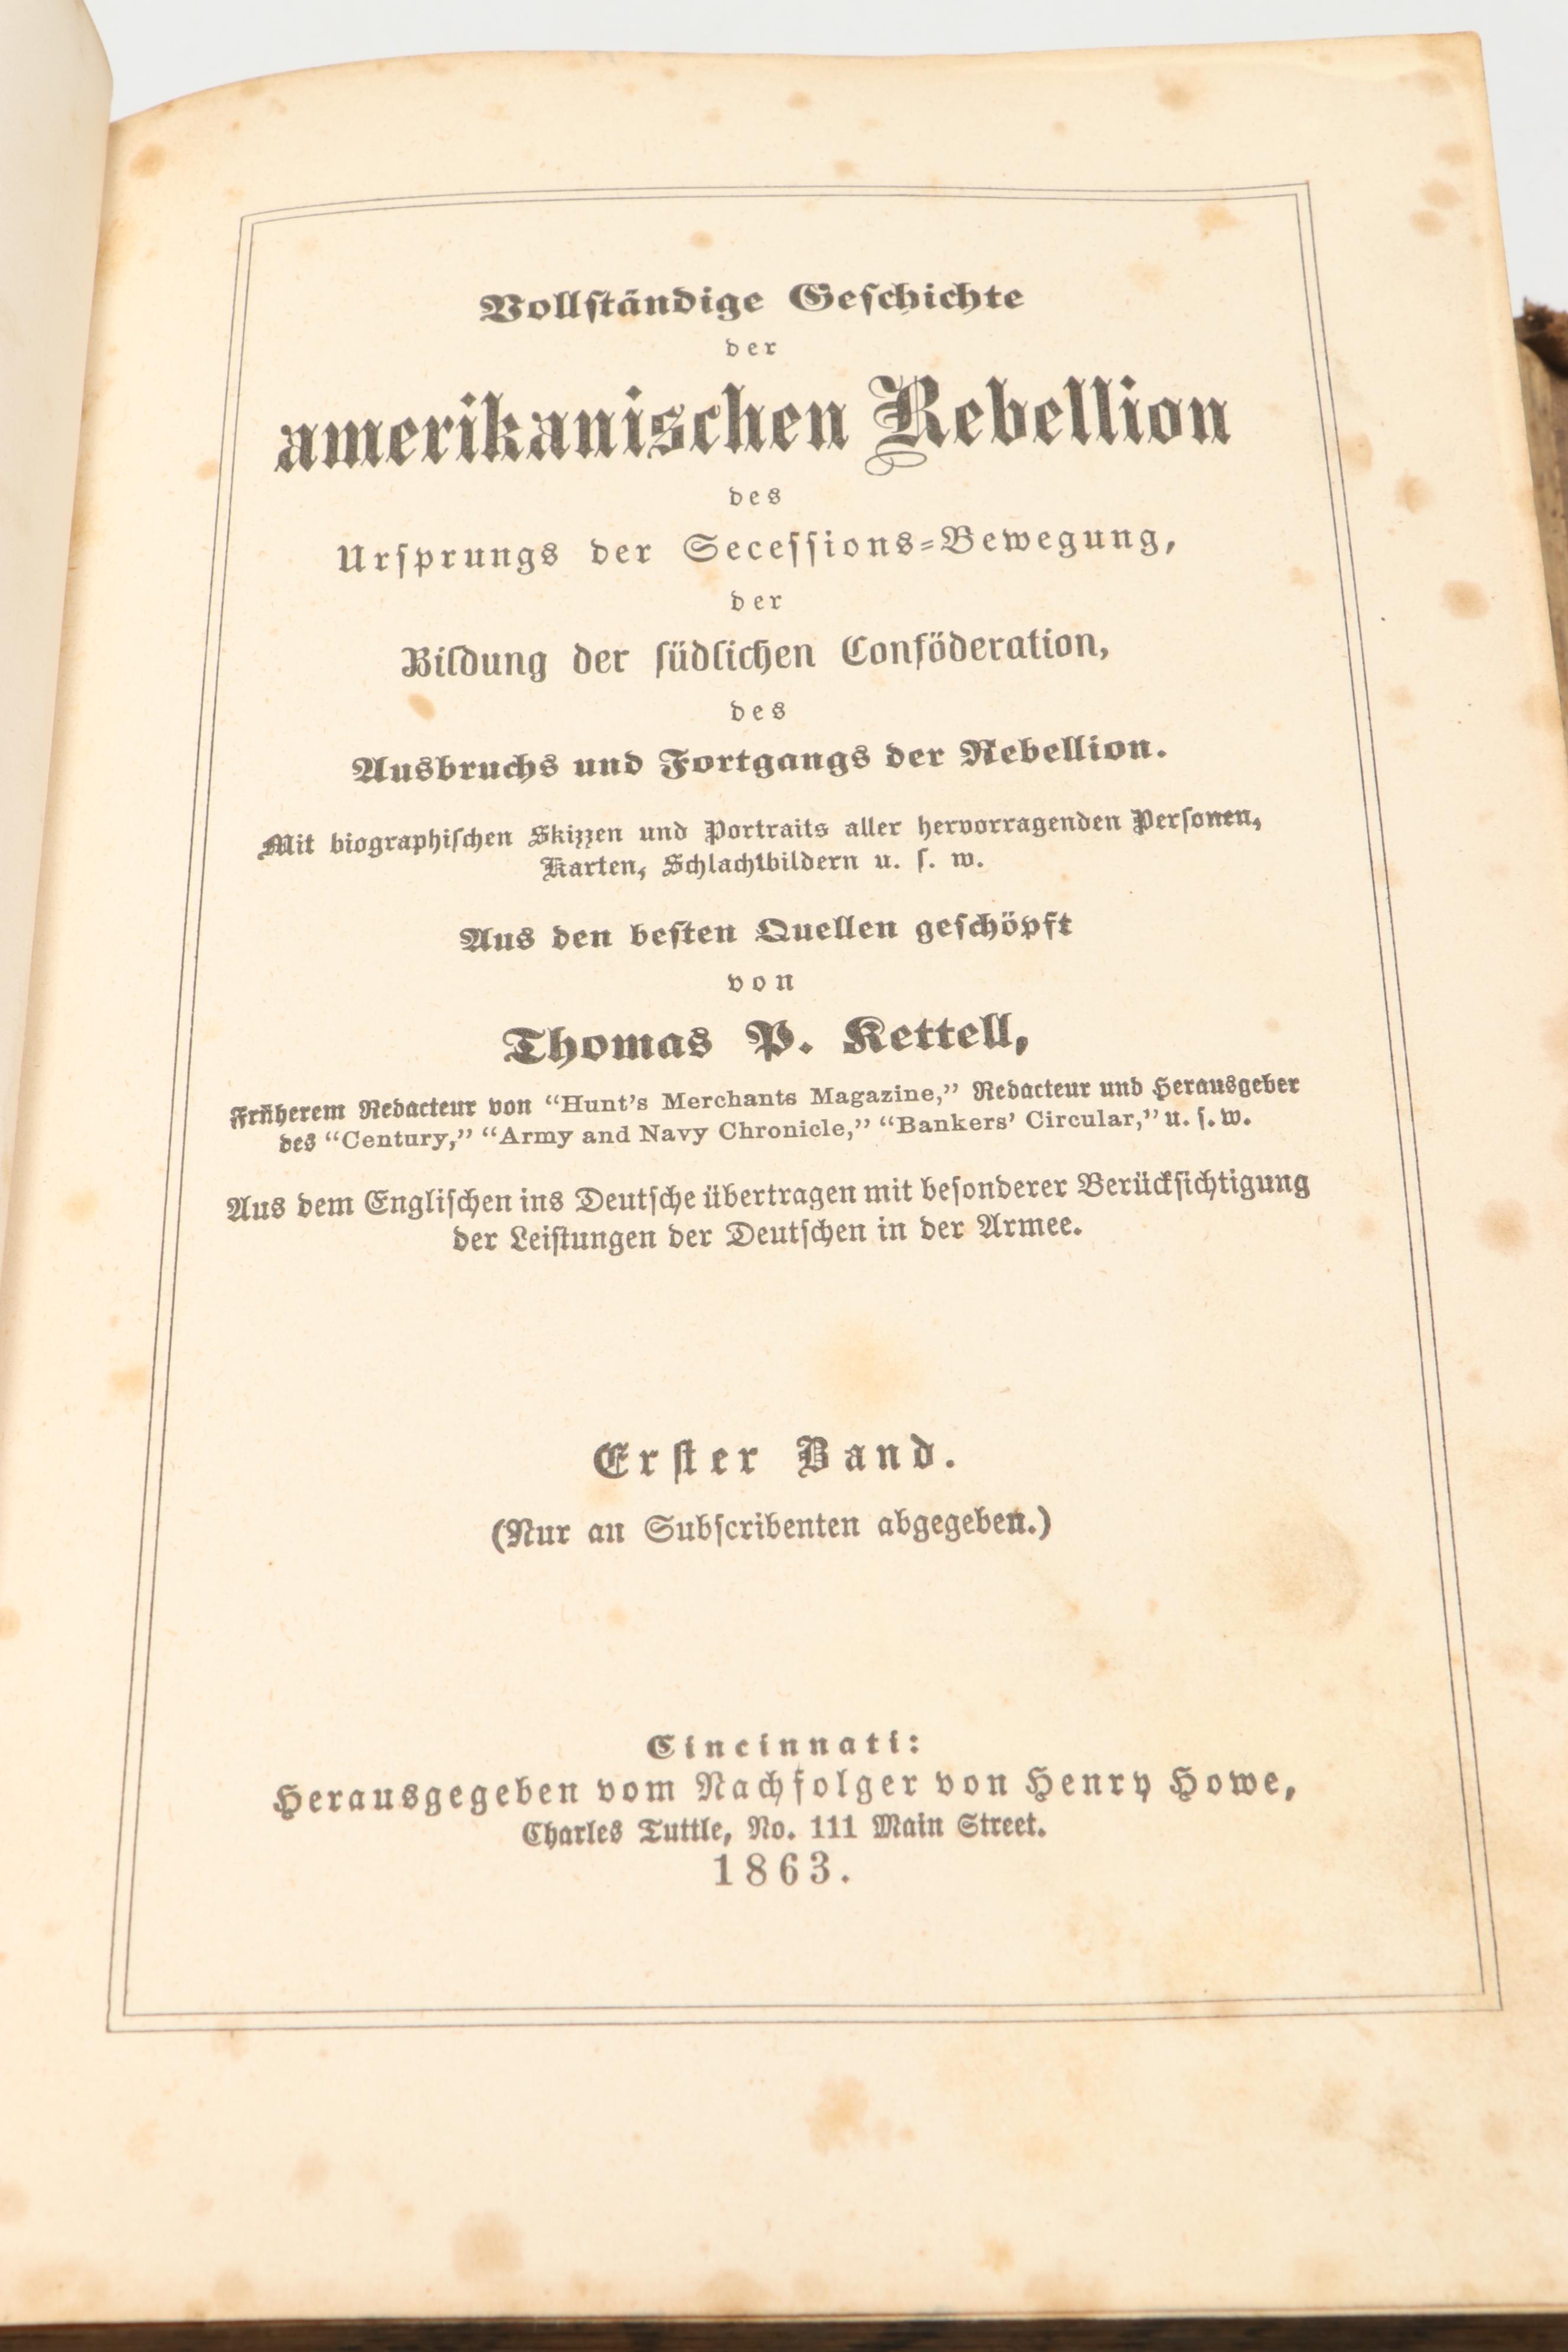 Vollständige Geschichte
der
amerikanischen Rebellion
des
Ursprungs der Secessions-Bewegung,
der
Bildung der südlichen Conföderation,
des
Ausbruchs und Fortgangs der Rebellion.
Mit biographischen Skizzen und Portraits aller hervorragenden Personen,
Karten, Schlachtbildern u. s. w.
Aus den besten Quellen geschöpft
von
Thomas P. Kettell,
Früherem Redacteur von “Hunt’s Merchants Magazine,” Redacteur und Herausgeber
des “Century,” “Army and Navy Chronicle,” “Bankers’ Circular,” u. s. w.
Aus dem Englischen ins Deutsche übertragen mit besonderer Berücksichtigung
der Leistungen der Deutschen in der Armee.
Erster Band.
(Nur an Subscribenten abgegeben.)
Cincinnati:
Herausgegeben vom Nachfolger von Henry Howe,
Charles Tuttle, No. 111 Main Street.
1863.